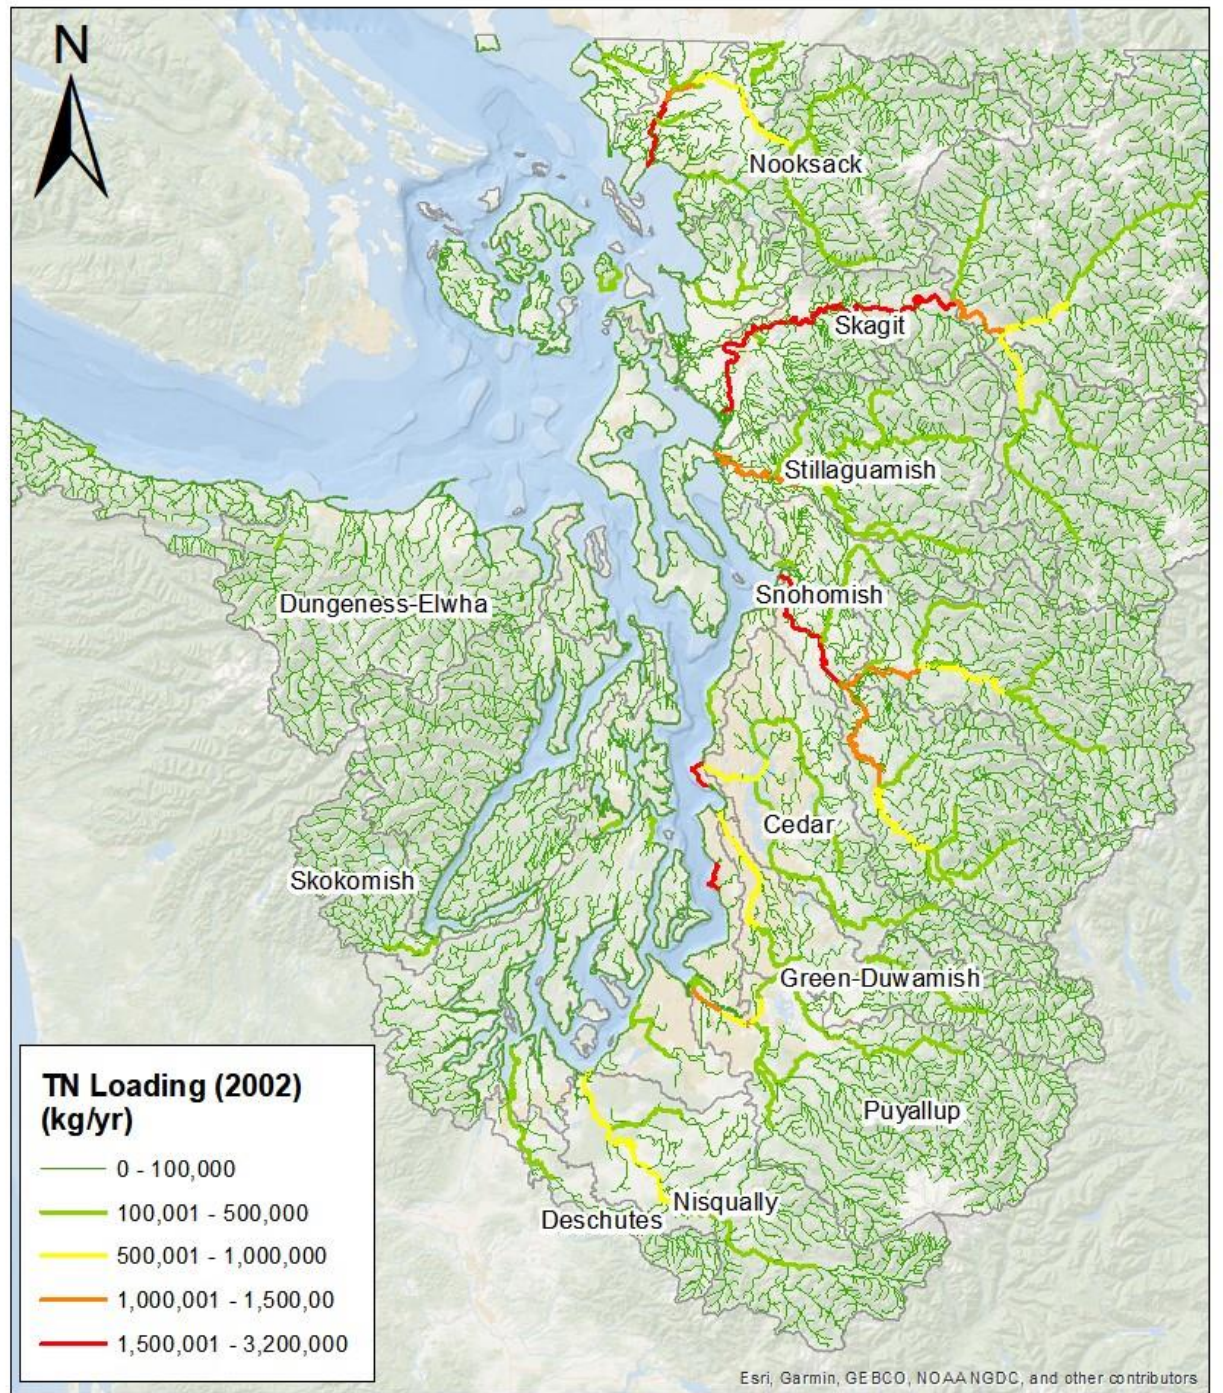 N
Nooksack
Skagit
Stillaguamish
Snohomish
Dungeness-Elwha
Cedar
Skokomish
Green-Duwamish
Puyallup
Nisqually
Deschutes
TN Loading (2002)
(kg/yr)
0 - 100,000
100,001 - 500,000
500,001 - 1,000,000
1,000,001 - 1,500,00
1,500,001 - 3,200,000
Esri, Garmin, GEBCO, NOAA NGDC, and other contributors